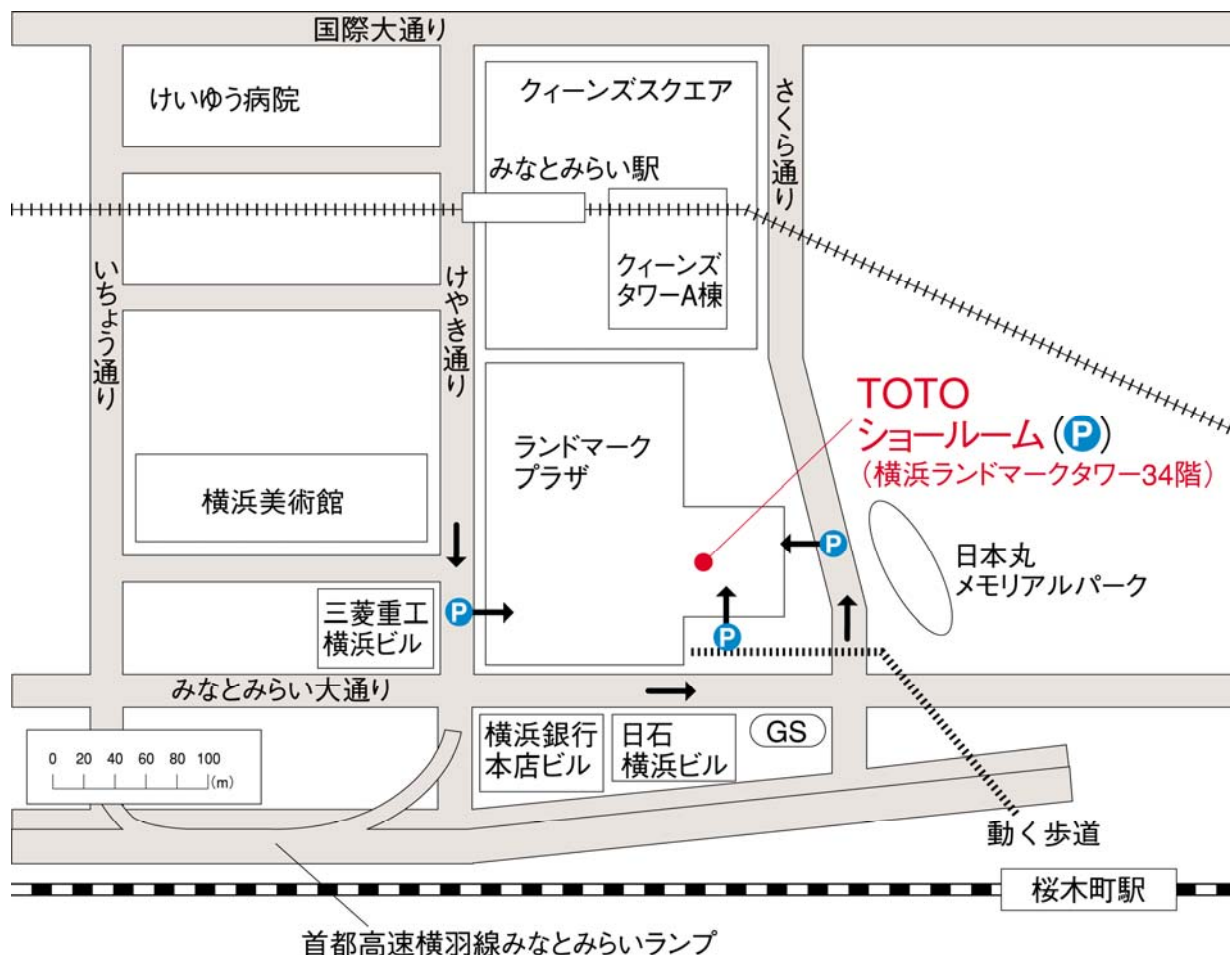 国際大通り
けいゆう病院
クィーンズスクエア
さくら通り
みなとみらい駅
いちょう通り
けやき通り
クィーンズ
タワーA棟
TOTO
ショールーム(P)
(横浜ランドマークタワー34階)
ランドマーク
プラザ
横浜美術館
P
日本丸
メモリアルパーク
三菱重工
横浜ビル
P
P
みなとみらい大通り
横浜銀行
本店ビル
日石
横浜ビル
GS
0 20 40 60 80 100
(m)
動く歩道
桜木町駅
首都高速横羽線みなとみらいランプ